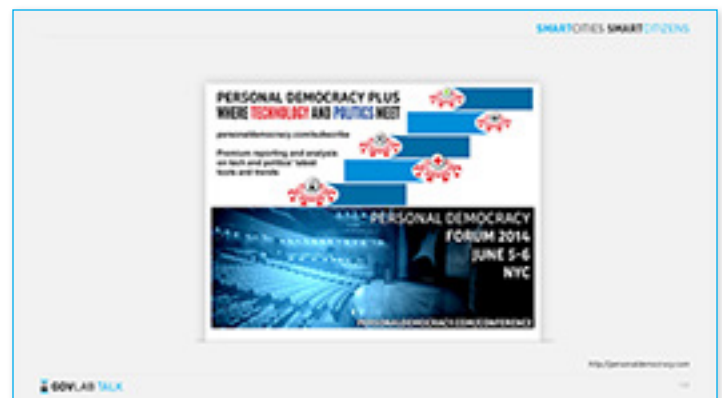 SMARTCITIES SMARTCITIZENS
PERSONAL DEMOCRACY PLUS
WHERE TECHNOLOGY AND POLITICS MEET
personaldemocracy.com/subscribe
Premium reporting and analysis
on tech and politics' latest
tools and trends
PERSONAL DEMOCRACY
FORUM 2014
JUNE 5-6
NYC
PERSONALDEMOCRACY.COM/CONFERENCE
http://personaldemocracy.com
GOVLAB TALK